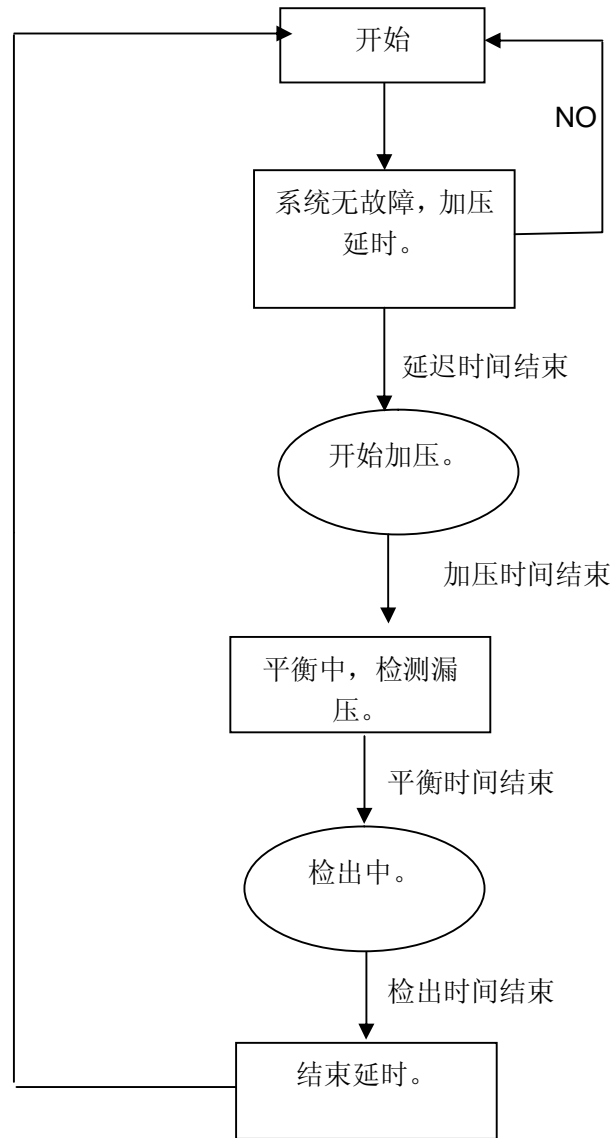 开始
NO
系统无故障，加压
延时。
延迟时间结束
开始加压。
加压时间结束
平衡中，检测漏
压。
平衡时间结束
检出中。
检出时间结束
结束延时。